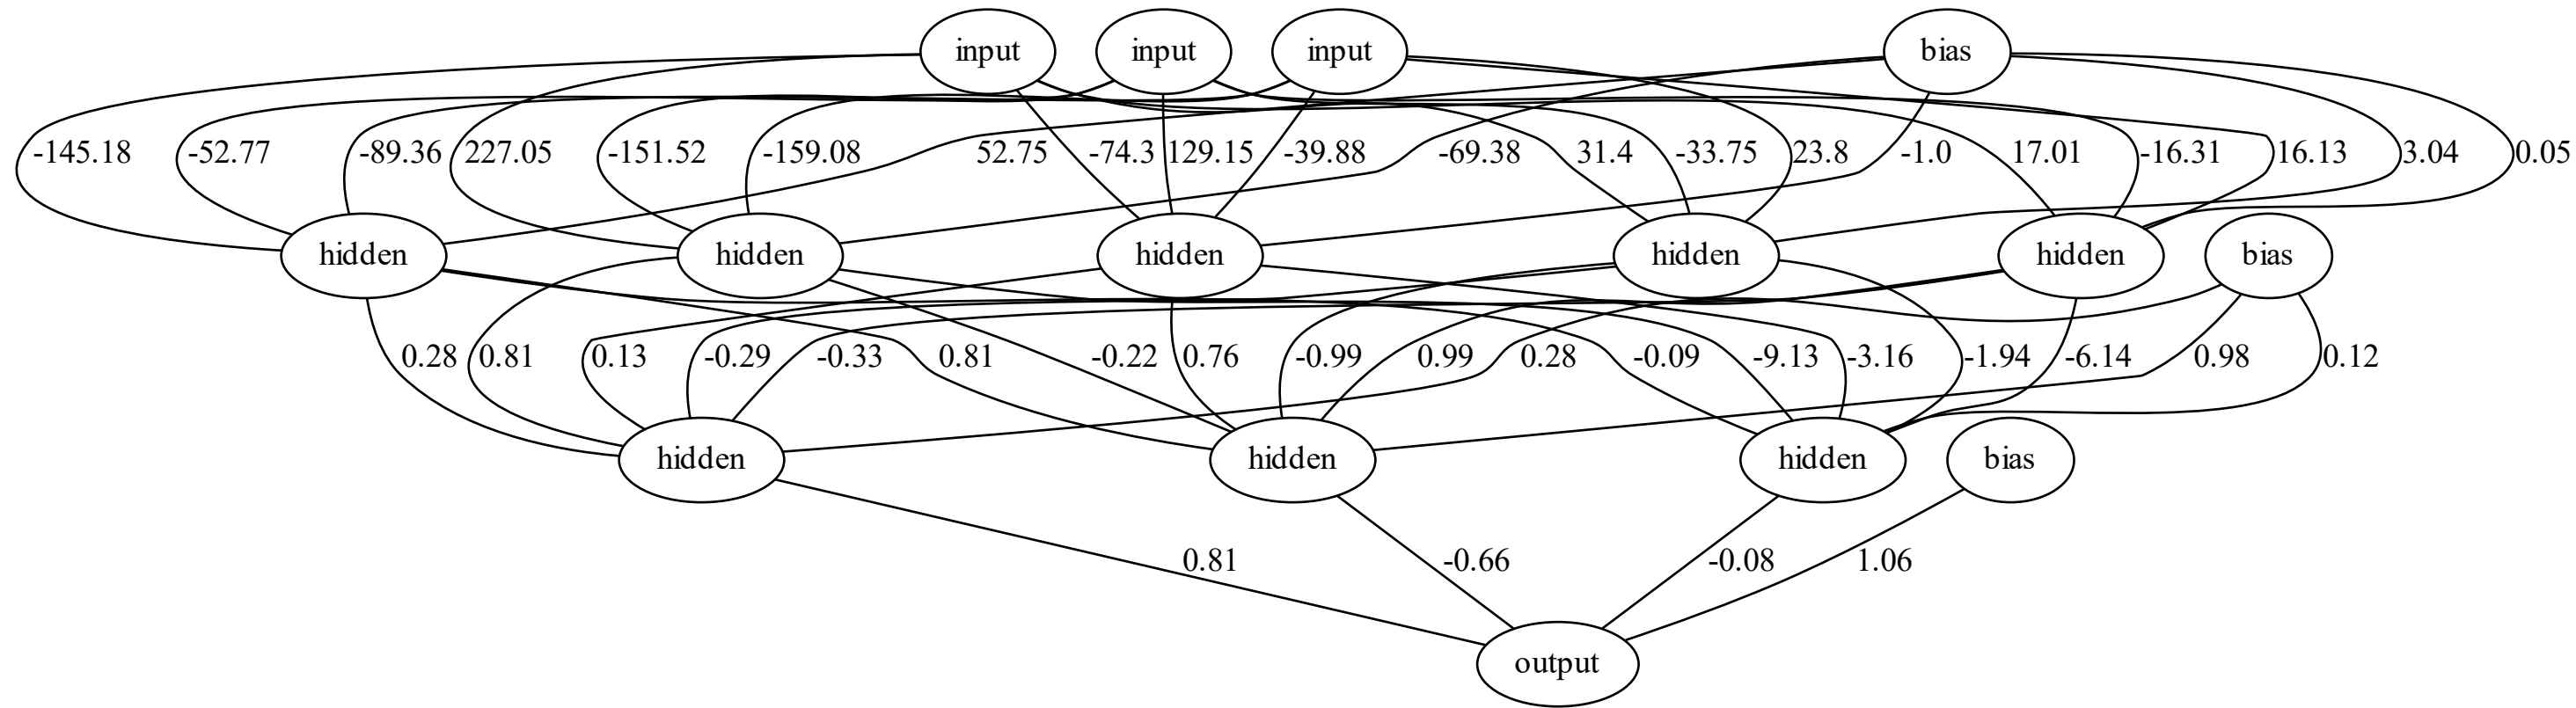 input input input bias
-145.18 -52.77 -89.36 227.05 -151.52 -159.08 52.75 -74.3 129.15 -39.88 -69.38 31.4 -33.75 23.8 -1.0 17.01 -16.31 16.13 3.04 0.05
hidden hidden hidden hidden hidden bias
0.28 0.81 0.13 -0.29 -0.33 0.81 -0.22 0.76 -0.99 0.99 0.28 -0.09 -9.13 -3.16 -1.94 -6.14 0.98 0.12
hidden hidden hidden bias
0.81 -0.66 -0.08 1.06
output